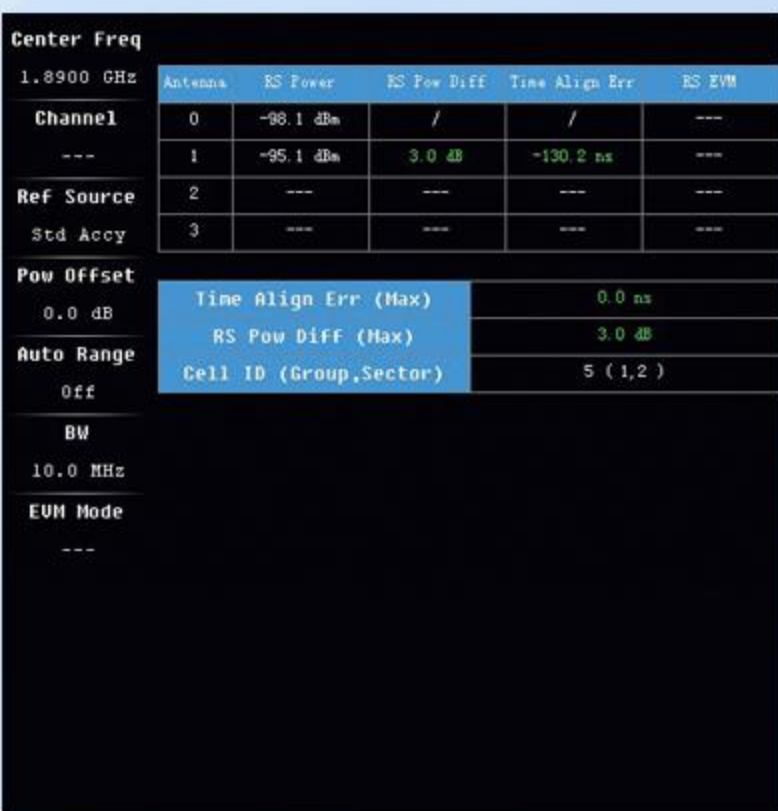 Center Freq
1.8900 GHz
Channel
---
Ref Source
Std Accy
Pow Offset
0.0 dB
Auto Range
Off
BW
10.0 MHz
EVM Mode
---
Antenna RS Power RS Pow Diff Time Align Err RS EVM
0 -98.1 dBm / / ---
1 -95.1 dBm 3.0 dB -130.2 ns ---
2 --- --- --- ---
3 --- --- --- ---
Time Align Err (Max) 0.0 ns
RS Pow Diff (Max) 3.0 dB
Cell ID (Group,Sector) 5 ( 1,2 )